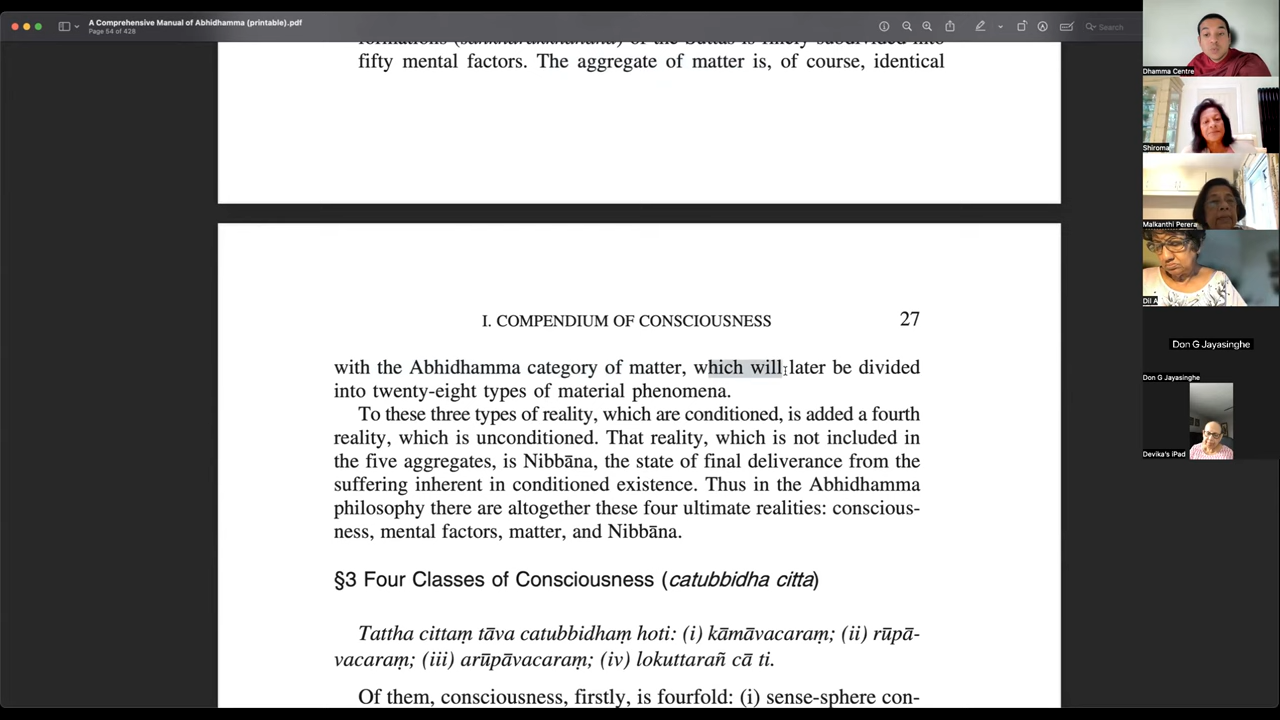 A Comprehensive Manual of Abhidhamma (printable).pdf
Page 54 of 428
Search
fifty mental factors. The aggregate of matter is, of course, identical
I. COMPENDIUM OF CONSCIOUSNESS 27
with the Abhidhamma category of matter, which will later be divided
into twenty-eight types of material phenomena.
To these three types of reality, which are conditioned, is added a fourth
reality, which is unconditioned. That reality, which is not included in
the five aggregates, is Nibbāna, the state of final deliverance from the
suffering inherent in conditioned existence. Thus in the Abhidhamma
philosophy there are altogether these four ultimate realities: conscious-
ness, mental factors, matter, and Nibbāna.
§3 Four Classes of Consciousness (catubbidha citta)
Tattha cittaṃ tāva catubbidhaṃ hoti: (i) kāmāvacaraṃ; (ii) rūpā-
vacaraṃ; (iii) arūpāvacaraṃ; (iv) lokuttarañ cā ti.
Of them, consciousness, firstly, is fourfold: (i) sense-sphere con-
Dhamma Centre
Shiroma
Malkanthi Perera
Dil A
Don G Jayasinghe
Don G Jayasinghe
Devika's iPad